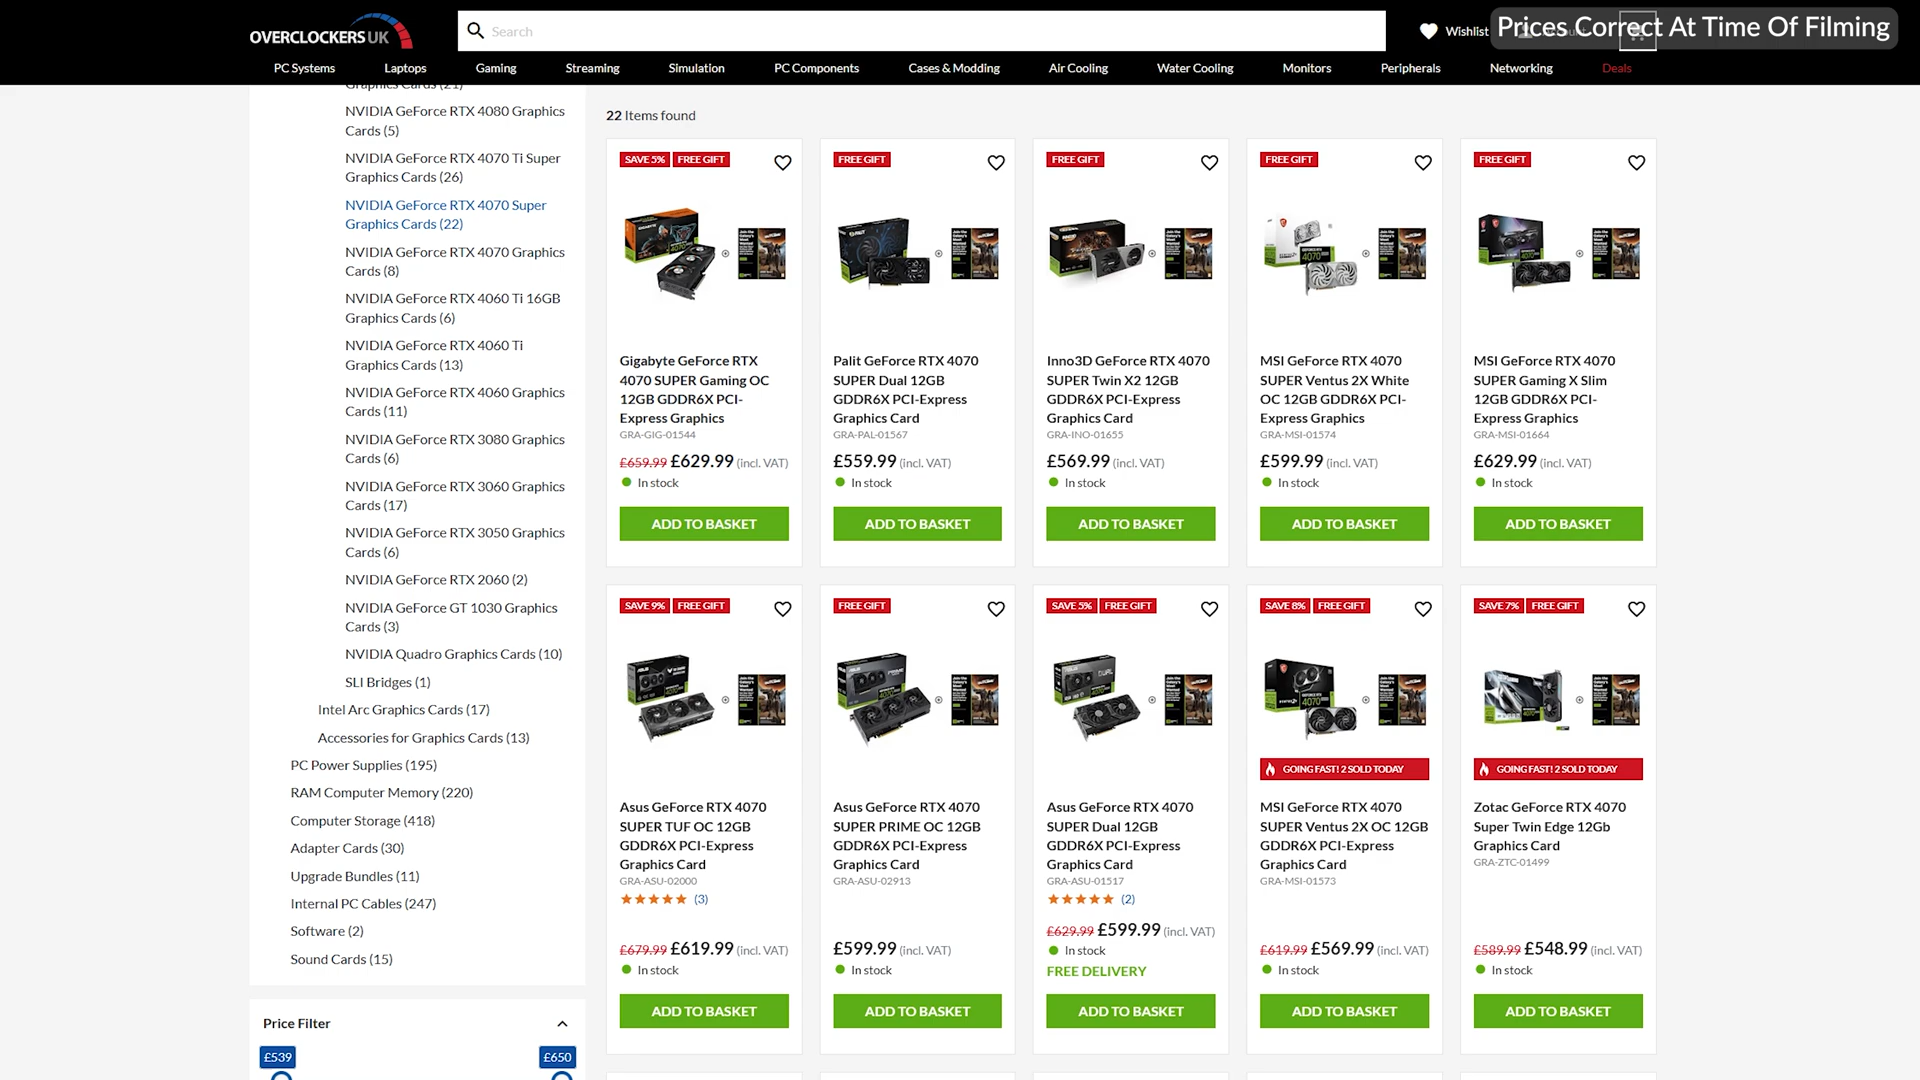 OVERCLOCKERS UK
Search
Wishlist
Prices Correct At Time Of Filming
PC Systems
Laptops
Gaming
Streaming
Simulation
PC Components
Cases & Modding
Air Cooling
Water Cooling
Monitors
Peripherals
Networking
Deals
Graphics Cards (21)
NVIDIA GeForce RTX 4080 Graphics
Cards (5)
NVIDIA GeForce RTX 4070 Ti Super
Graphics Cards (26)
NVIDIA GeForce RTX 4070 Super
Graphics Cards (22)
NVIDIA GeForce RTX 4070 Graphics
Cards (8)
NVIDIA GeForce RTX 4060 Ti 16GB
Graphics Cards (6)
NVIDIA GeForce RTX 4060 Ti
Graphics Cards (13)
NVIDIA GeForce RTX 4060 Graphics
Cards (11)
NVIDIA GeForce RTX 3080 Graphics
Cards (6)
NVIDIA GeForce RTX 3060 Graphics
Cards (17)
NVIDIA GeForce RTX 3050 Graphics
Cards (6)
NVIDIA GeForce RTX 2060 (2)
NVIDIA GeForce GT 1030 Graphics
Cards (3)
NVIDIA Quadro Graphics Cards (10)
SLI Bridges (1)
Intel Arc Graphics Cards (17)
Accessories for Graphics Cards (13)
PC Power Supplies (195)
RAM Computer Memory (220)
Computer Storage (418)
Adapter Cards (30)
Upgrade Bundles (11)
Internal PC Cables (247)
Software (2)
Sound Cards (15)
Price Filter
£539
£650
22 Items found
SAVE 5% FREE GIFT
Gigabyte GeForce RTX
4070 SUPER Gaming OC
12GB GDDR6X PCI-
Express Graphics
GRA-GIG-01544
£659.99 £629.99 (incl. VAT)
In stock
ADD TO BASKET
FREE GIFT
Palit GeForce RTX 4070
SUPER Dual 12GB
GDDR6X PCI-Express
Graphics Card
GRA-PAL-01567
£559.99 (incl. VAT)
In stock
ADD TO BASKET
FREE GIFT
Inno3D GeForce RTX 4070
SUPER Twin X2 12GB
GDDR6X PCI-Express
Graphics Card
GRA-INO-01655
£569.99 (incl. VAT)
In stock
ADD TO BASKET
FREE GIFT
MSI GeForce RTX 4070
SUPER Ventus 2X White
OC 12GB GDDR6X PCI-
Express Graphics
GRA-MSI-01574
£599.99 (incl. VAT)
In stock
ADD TO BASKET
FREE GIFT
MSI GeForce RTX 4070
SUPER Gaming X Slim
12GB GDDR6X PCI-
Express Graphics
GRA-MSI-01664
£629.99 (incl. VAT)
In stock
ADD TO BASKET
SAVE 9% FREE GIFT
Asus GeForce RTX 4070
SUPER TUF OC 12GB
GDDR6X PCI-Express
Graphics Card
GRA-ASU-02000
(3)
£679.99 £619.99 (incl. VAT)
In stock
ADD TO BASKET
FREE GIFT
Asus GeForce RTX 4070
SUPER PRIME OC 12GB
GDDR6X PCI-Express
Graphics Card
GRA-ASU-02913
£599.99 (incl. VAT)
In stock
ADD TO BASKET
SAVE 5% FREE GIFT
Asus GeForce RTX 4070
SUPER Dual 12GB
GDDR6X PCI-Express
Graphics Card
GRA-ASU-01517
(2)
£629.99 £599.99 (incl. VAT)
In stock
FREE DELIVERY
ADD TO BASKET
SAVE 8% FREE GIFT
GOING FAST! 2 SOLD TODAY
MSI GeForce RTX 4070
SUPER Ventus 2X OC 12GB
GDDR6X PCI-Express
Graphics Card
GRA-MSI-01573
£619.99 £569.99 (incl. VAT)
In stock
ADD TO BASKET
SAVE 7% FREE GIFT
GOING FAST! 2 SOLD TODAY
Zotac GeForce RTX 4070
Super Twin Edge 12Gb
Graphics Card
GRA-ZTC-01499
£589.99 £548.99 (incl. VAT)
In stock
ADD TO BASKET